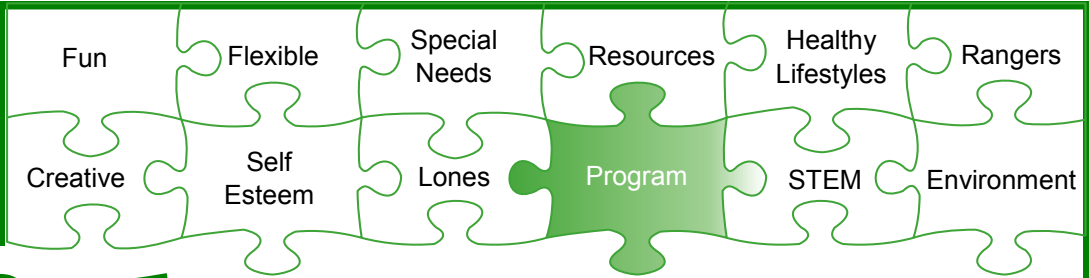 Fun
Flexible
Special
Needs
Resources
Healthy
Lifestyles
Rangers
Creative
Self
Esteem
Lones
Program
STEM
Environment